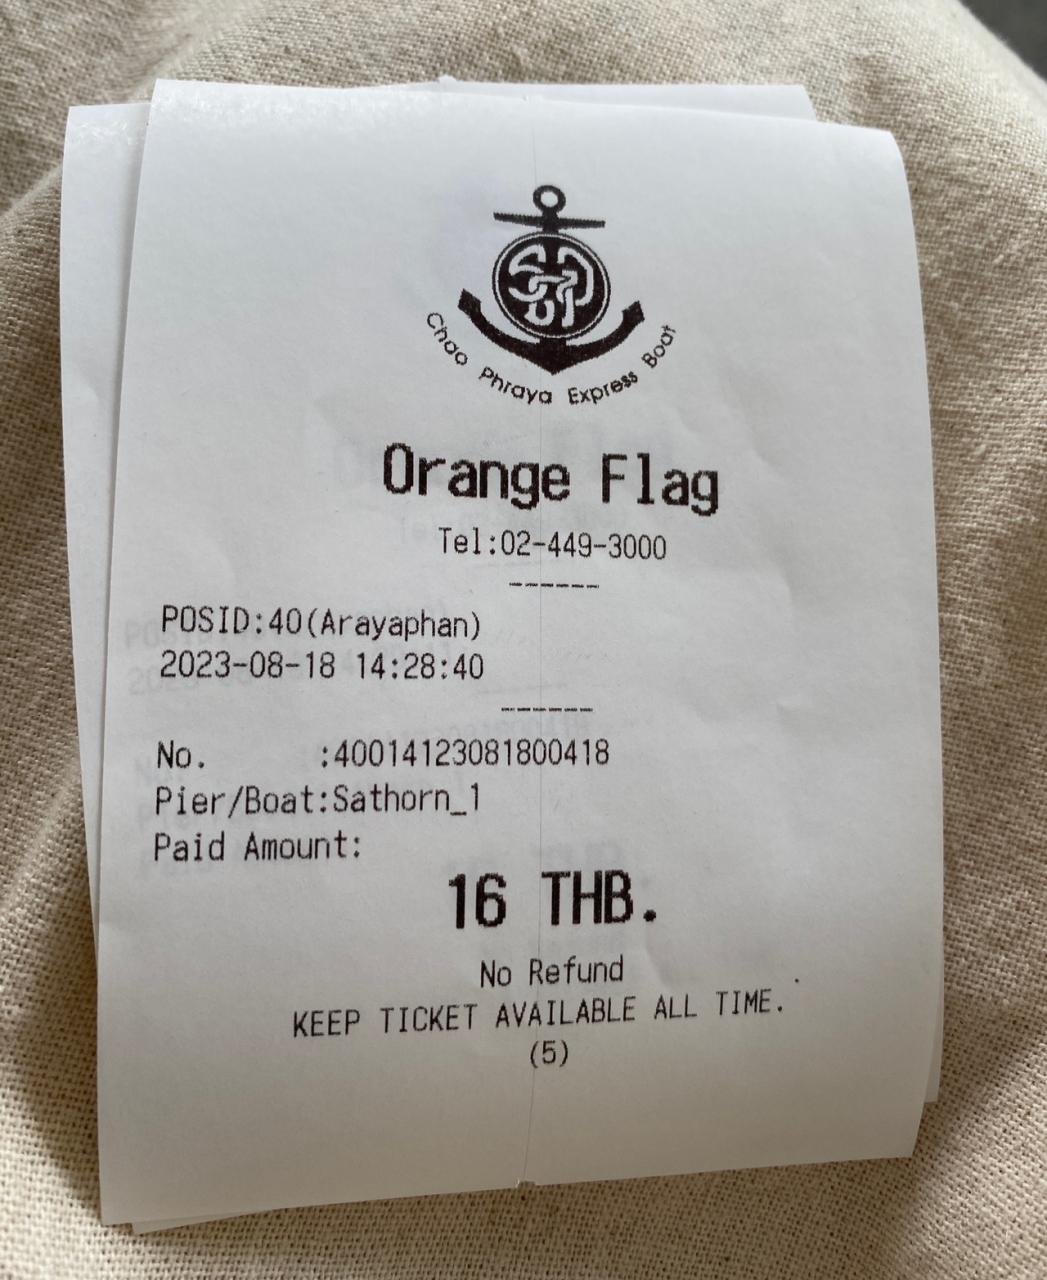 Chao Phraya Express Boat
Orange Flag
Tel:02-449-3000
POSID:40(Arayaphan)
2023-08-18 14:28:40
No. :40014123081800418
Pier/Boat:Sathorn_1
Paid Amount:
16 THB.
No Refund
KEEP TICKET AVAILABLE ALL TIME.
(5)